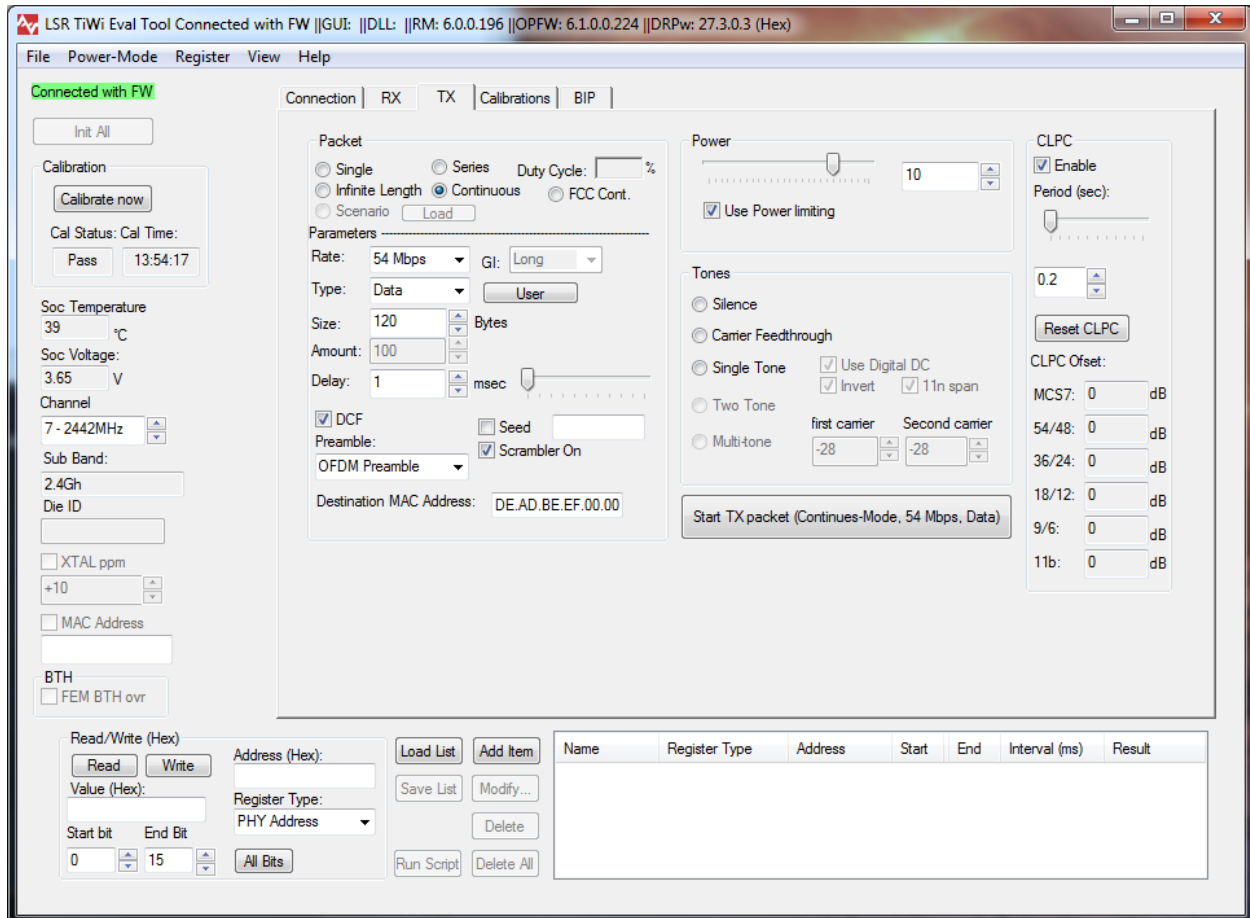 LSR TiWi Eval Tool Connected with FW ||GUI: ||DLL: ||RM: 6.0.0.196 ||OPFW: 6.1.0.0.224 ||DRPw: 27.3.0.3 (Hex)
File Power-Mode Register View Help
Connected with FW
Init All
Calibration
Calibrate now
Cal Status: Cal Time:
Pass 13:54:17
Soc Temperature
39 °C
Soc Voltage:
3.65 V
Channel
7 - 2442MHz
Sub Band:
2.4Gh
Die ID
XTAL ppm
+10
MAC Address
BTH
FEM BTH ovr
Connection RX TX Calibrations BIP
Packet
Single Series Duty Cycle: %
Infinite Length Continuous FCC Cont.
Scenario Load
Parameters
Rate: 54 Mbps GI: Long
Type: Data User
Size: 120 Bytes
Amount: 100
Delay: 1 msec
DCF Seed
Preamble: Scrambler On
OFDM Preamble
Destination MAC Address: DE.AD.BE.EF.00.00
Power
10
Use Power limiting
Tones
Silence
Carrier Feedthrough
Single Tone Use Digital DC
Invert 11n span
Two Tone
first carrier Second carrier
Multi-tone -28 -28
Start TX packet (Continues-Mode, 54 Mbps, Data)
CLPC
Enable
Period (sec):
0.2
Reset CLPC
CLPC Ofset:
MCS7: 0 dB
54/48: 0 dB
36/24: 0 dB
18/12: 0 dB
9/6: 0 dB
11b: 0 dB
Read/Write (Hex)
Read Write
Value (Hex):
Start bit End Bit
0 15
Address (Hex):
Register Type:
PHY Address
All Bits
Load List Add Item
Save List Modify...
Delete
Run Script Delete All
Name Register Type Address Start End Interval (ms) Result